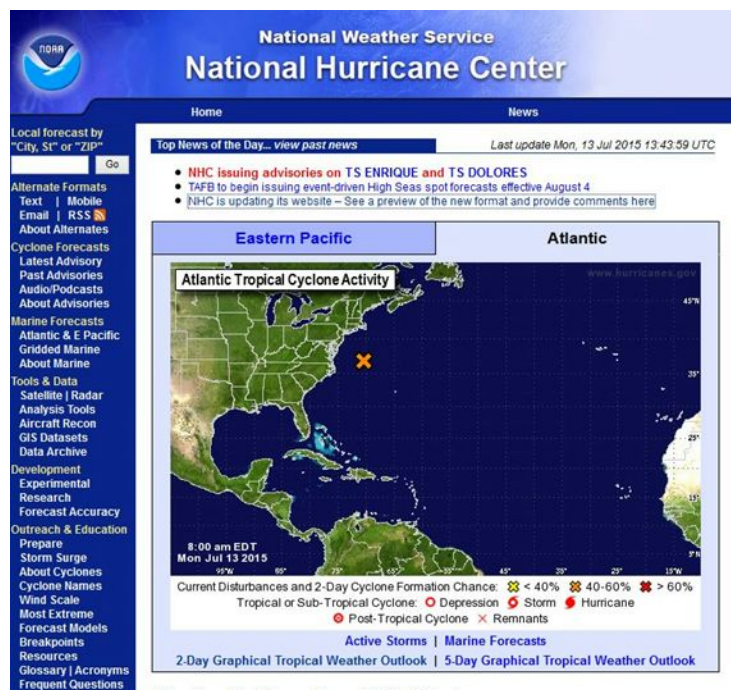 NOAA
National Weather Service
National Hurricane Center
Home News
Local forecast by
"City, St" or "ZIP"
Go
Alternate Formats
Text | Mobile
Email | RSS
About Alternates
Cyclone Forecasts
Latest Advisory
Past Advisories
Audio/Podcasts
About Advisories
Marine Forecasts
Atlantic & E Pacific
Gridded Marine
About Marine
Tools & Data
Satellite | Radar
Analysis Tools
Aircraft Recon
GIS Datasets
Data Archive
Development
Experimental
Research
Forecast Accuracy
Outreach & Education
Prepare
Storm Surge
About Cyclones
Cyclone Names
Wind Scale
Most Extreme
Forecast Models
Breakpoints
Resources
Glossary | Acronyms
Frequent Questions
Top News of the Day... view past news Last update Mon, 13 Jul 2015 13:43:59 UTC
NHC issuing advisories on TS ENRIQUE and TS DOLORES
TAFB to begin issuing event-driven High Seas spot forecasts effective August 4
NHC is updating its website – See a preview of the new format and provide comments here
Eastern Pacific Atlantic
Atlantic Tropical Cyclone Activity www.hurricanes.gov
45°N
35°
25°
15°
5°N
8:00 am EDT
Mon Jul 13 2015
95°W 85° 75° 65° 55° 45° 35° 25° 15°W
Current Disturbances and 2-Day Cyclone Formation Chance: < 40% 40-60% > 60%
Tropical or Sub-Tropical Cyclone: Depression Storm Hurricane
Post-Tropical Cyclone Remnants
Active Storms | Marine Forecasts
2-Day Graphical Tropical Weather Outlook | 5-Day Graphical Tropical Weather Outlook